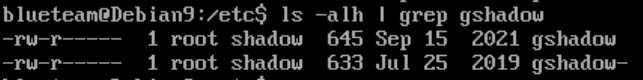 blueteam@Debian9:/etc$ ls -alh | grep gshadow
-rw-r----- 1 root shadow 645 Sep 15 2021 gshadow
-rw-r----- 1 root shadow 633 Jul 25 2019 gshadow-